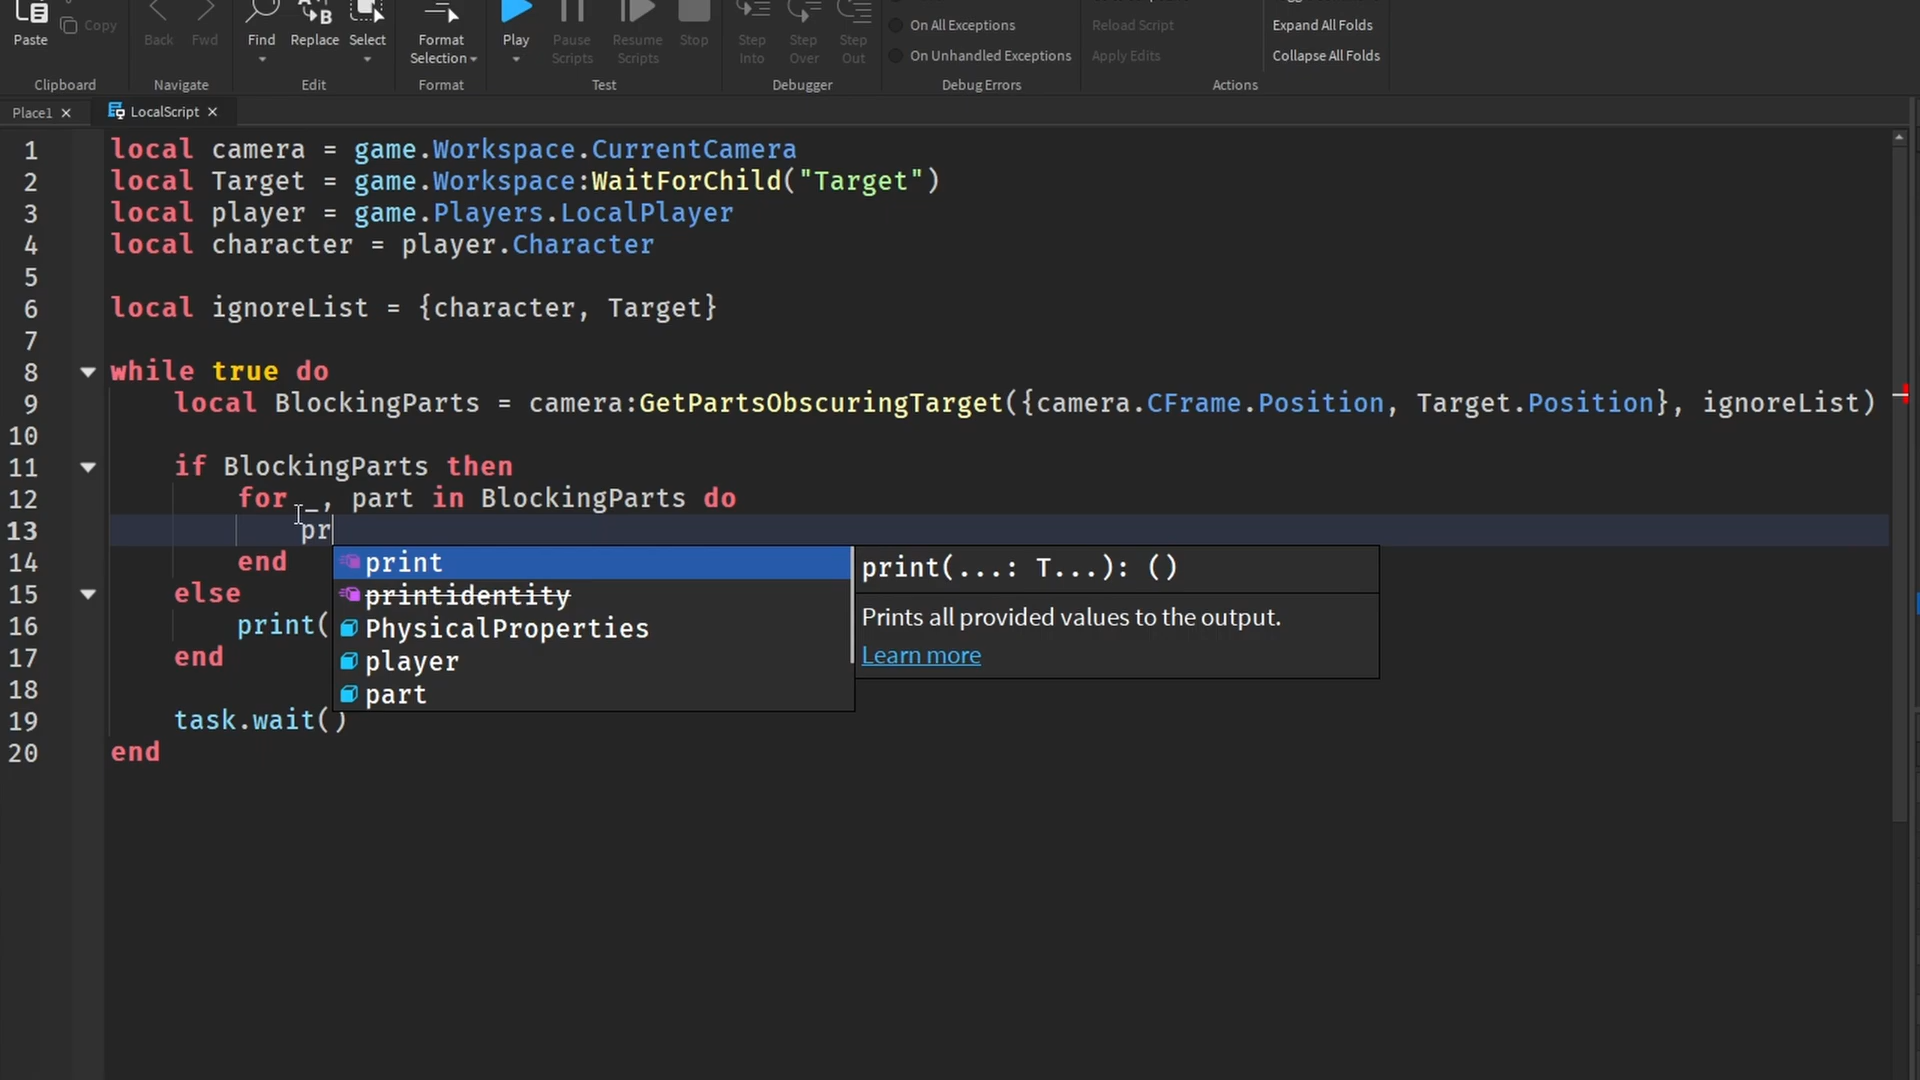 Paste
Copy
Back
Fwd
Find
Replace
Select
Format
Selection
Play
Pause
Scripts
Resume
Scripts
Stop
Step
Into
Step
Over
Step
Out
On All Exceptions
On Unhandled Exceptions
Reload Script
Apply Edits
Expand All Folds
Collapse All Folds
Clipboard
Navigate
Edit
Format
Test
Debugger
Debug Errors
Actions
Place1
LocalScript
1 local camera = game.Workspace.CurrentCamera
2 local Target = game.Workspace:WaitForChild("Target")
3 local player = game.Players.LocalPlayer
4 local character = player.Character
5
6 local ignoreList = {character, Target}
7
8 while true do
9 local BlockingParts = camera:GetPartsObscuringTarget({camera.CFrame.Position, Target.Position}, ignoreList)
10
11 if BlockingParts then
12 for _, part in BlockingParts do
13 pr
14 end
15 else
16 print(
17 end
18
19 task.wait()
20 end
print
printidentity
PhysicalProperties
player
part
print(...: T...): ()
Prints all provided values to the output.
Learn more